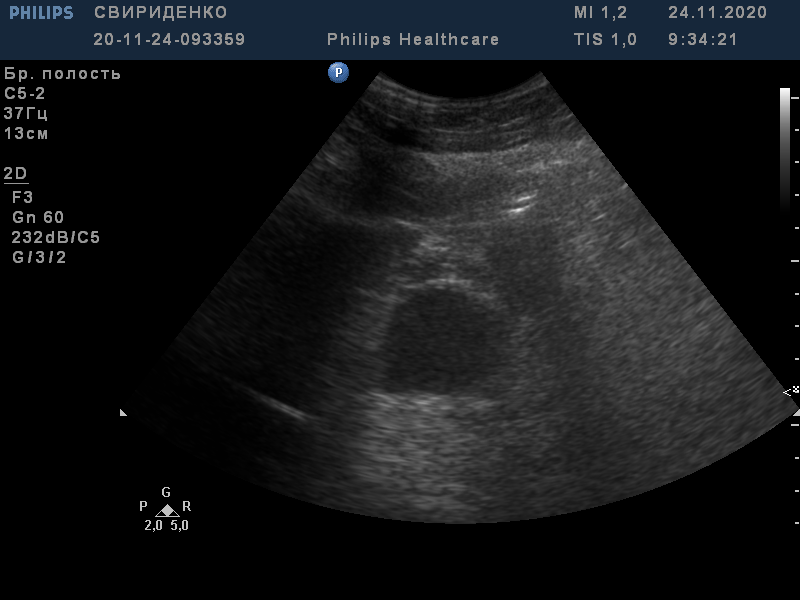 PHILIPS СВИРИДЕНКО MI 1,2 24.11.2020
20-11-24-093359 Philips Healthcare TIS 1,0 9:34:21
P
Бр. полость
C5-2
37Гц
13см
2D
F3
Gn 60
232dB/C5
G/3/2
G
P R
2,0 5,0